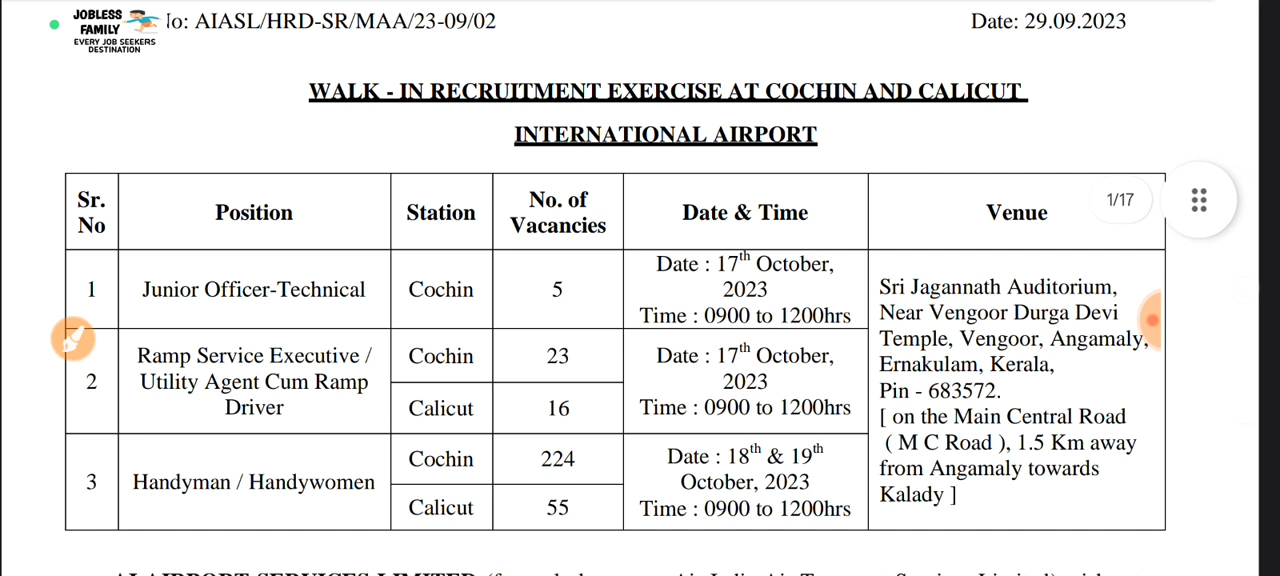 JOBLESS
FAMILY
EVERY JOB SEEKERS
DESTINATION
No: AIASL/HRD-SR/MAA/23-09/02
Date: 29.09.2023
WALK - IN RECRUITMENT EXERCISE AT COCHIN AND CALICUT
INTERNATIONAL AIRPORT
Sr. No
Position
Station
No. of
Vacancies
Date & Time
Venue
1/17
1
Junior Officer-Technical
Cochin
5
Date : 17th October,
2023
Time : 0900 to 1200hrs
2
Ramp Service Executive /
Utility Agent Cum Ramp
Driver
Cochin
23
Calicut
16
Date : 17th October,
2023
Time : 0900 to 1200hrs
3
Handyman / Handywomen
Cochin
224
Calicut
55
Date : 18th & 19th
October, 2023
Time : 0900 to 1200hrs
Sri Jagannath Auditorium,
Near Vengoor Durga Devi
Temple, Vengoor, Angamaly,
Ernakulam, Kerala,
Pin - 683572.
[ on the Main Central Road
( M C Road ), 1.5 Km away
from Angamaly towards
Kalady ]
AI AIRPORT SERVICES LIMITED